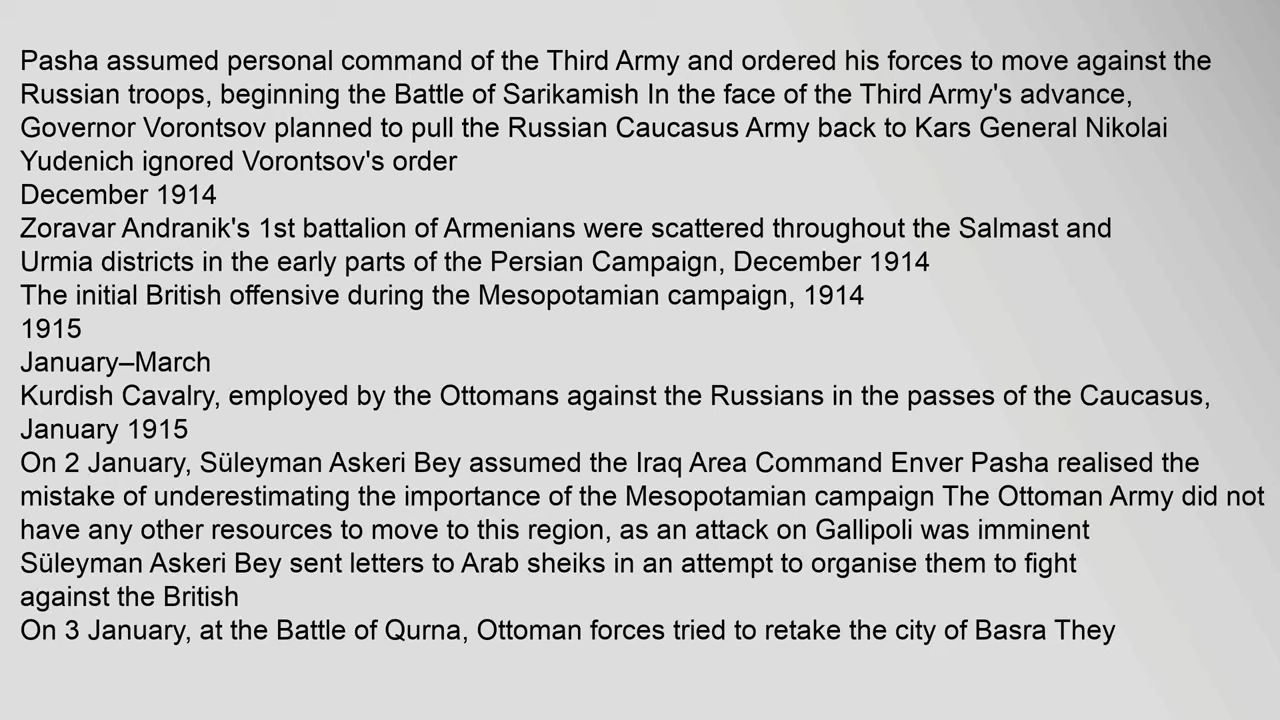 Pasha assumed personal command of the Third Army and ordered his forces to move against the
Russian troops, beginning the Battle of Sarikamish In the face of the Third Army's advance,
Governor Vorontsov planned to pull the Russian Caucasus Army back to Kars General Nikolai
Yudenich ignored Vorontsov's order
December 1914
Zoravar Andranik's 1st battalion of Armenians were scattered throughout the Salmast and
Urmia districts in the early parts of the Persian Campaign, December 1914
The initial British offensive during the Mesopotamian campaign, 1914
1915
January–March
Kurdish Cavalry, employed by the Ottomans against the Russians in the passes of the Caucasus,
January 1915
On 2 January, Süleyman Askeri Bey assumed the Iraq Area Command Enver Pasha realised the
mistake of underestimating the importance of the Mesopotamian campaign The Ottoman Army did not
have any other resources to move to this region, as an attack on Gallipoli was imminent
Süleyman Askeri Bey sent letters to Arab sheiks in an attempt to organise them to fight
against the British
On 3 January, at the Battle of Qurna, Ottoman forces tried to retake the city of Basra They